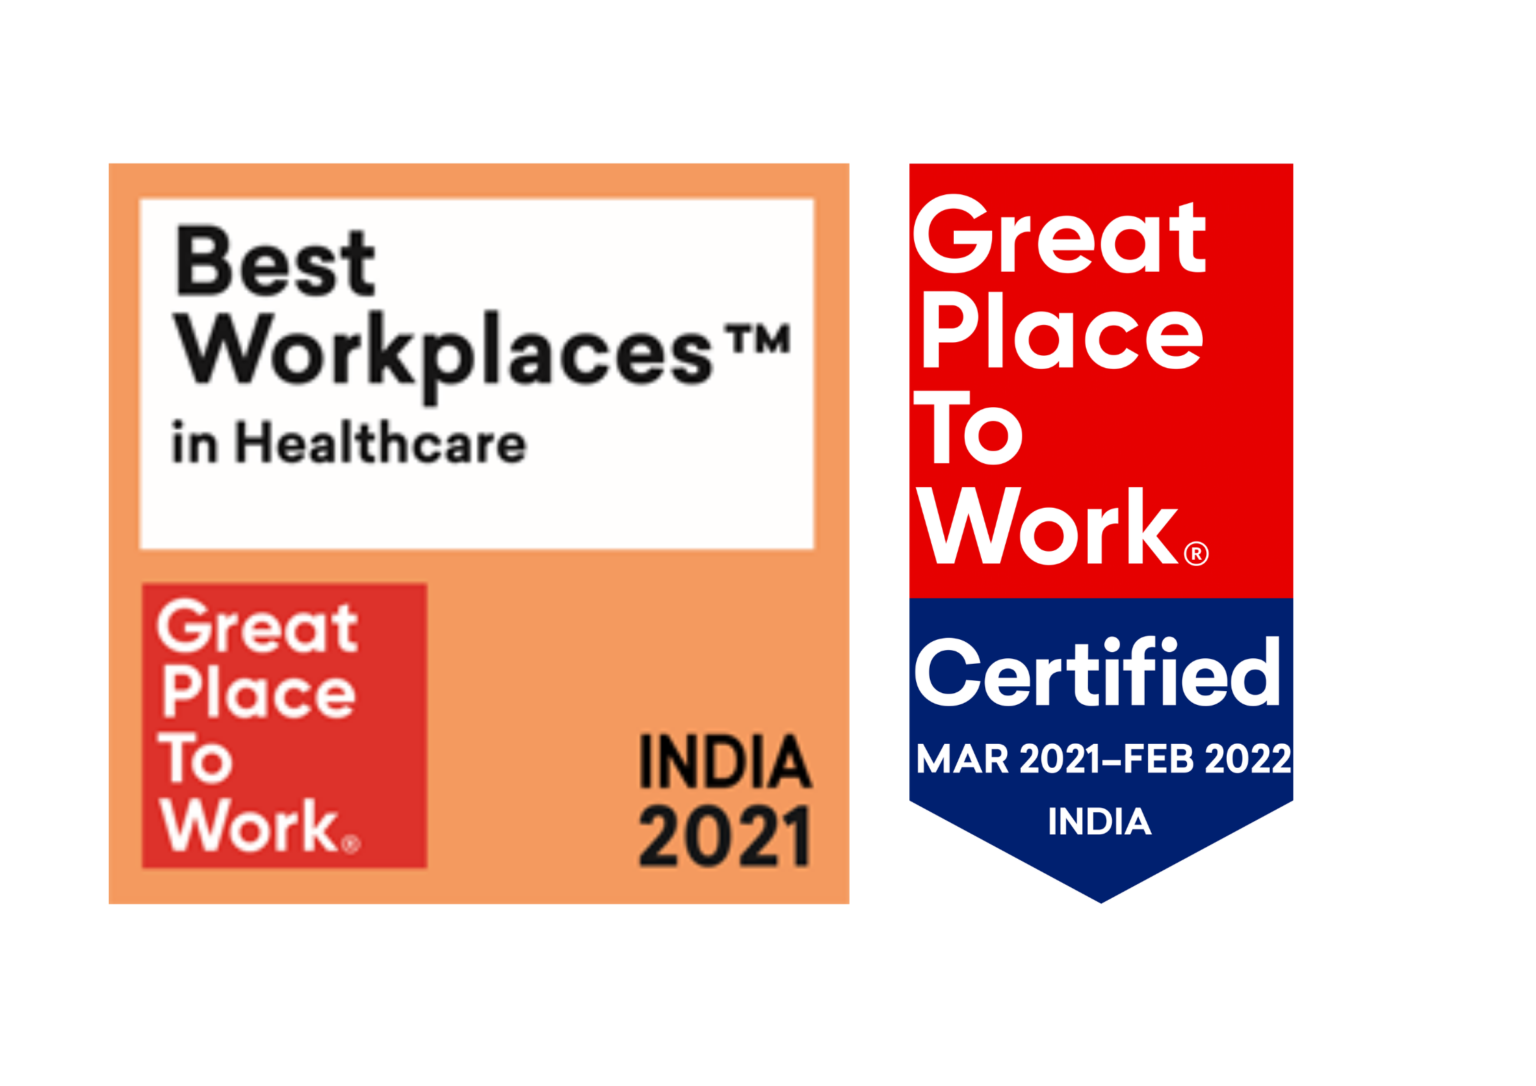 Best
Workplaces™
in Healthcare
Great
Place
To
Work®
INDIA
2021
Great
Place
To
Work®
Certified
MAR 2021–FEB 2022
INDIA